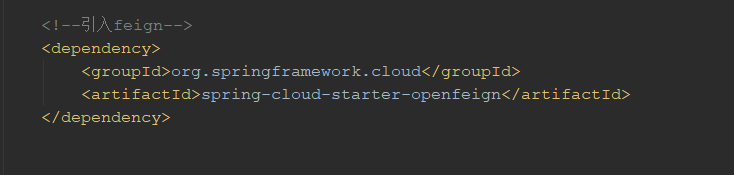 <!--引入feign-->
<dependency>
<groupId>org.springframework.cloud</groupId>
<artifactId>spring-cloud-starter-openfeign</artifactId>
</dependency>